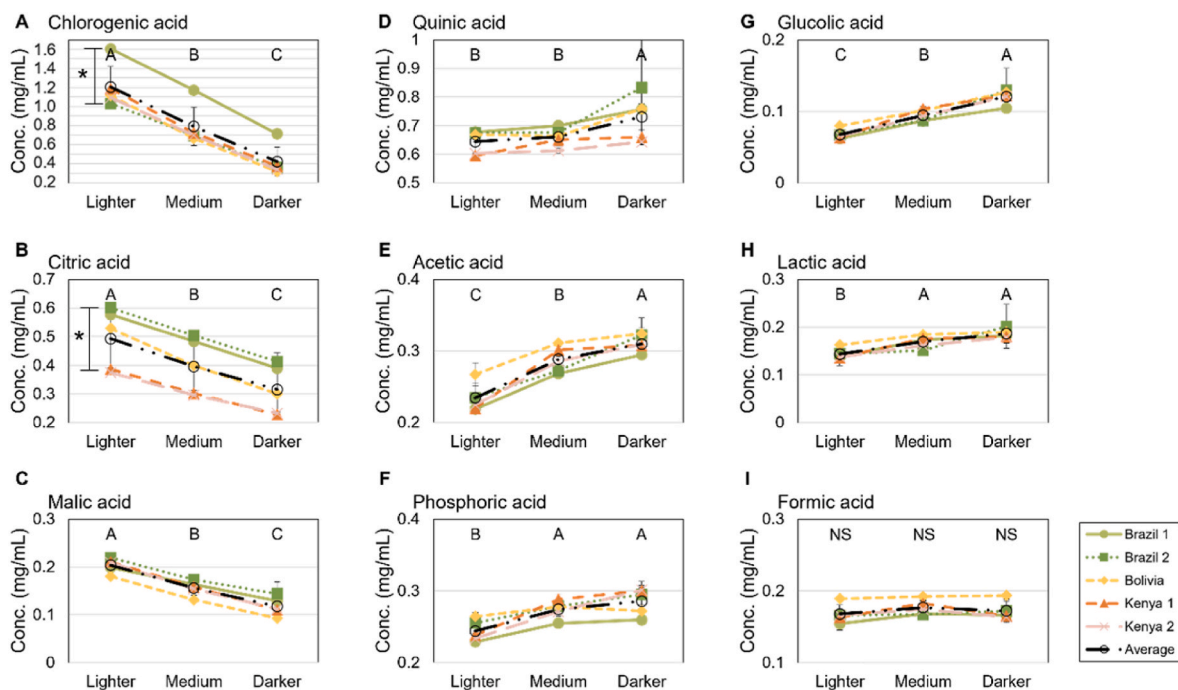 A Chlorogenic acid
Conc. (mg/mL)
1.6
1.4
1.2
1.0
0.8
0.6
0.4
0.2
*
A B C
Lighter Medium Darker
D Quinic acid
Conc. (mg/mL)
1
0.9
0.8
0.7
0.6
0.5
B B A
Lighter Medium Darker
G Glucolic acid
Conc. (mg/mL)
0.2
0.1
0
C B A
Lighter Medium Darker
B Citric acid
Conc. (mg/mL)
0.7
0.6
0.5
0.4
0.3
0.2
*
A B C
Lighter Medium Darker
E Acetic acid
Conc. (mg/mL)
0.4
0.3
0.2
C B A
Lighter Medium Darker
H Lactic acid
Conc. (mg/mL)
0.3
0.2
0.1
0
B A A
Lighter Medium Darker
C Malic acid
Conc. (mg/mL)
0.3
0.2
0.1
0
A B C
Lighter Medium Darker
F Phosphoric acid
Conc. (mg/mL)
0.4
0.3
0.2
B A A
Lighter Medium Darker
I Formic acid
Conc. (mg/mL)
0.3
0.2
0.1
NS NS NS
Lighter Medium Darker
Brazil 1
Brazil 2
Bolivia
Kenya 1
Kenya 2
Average